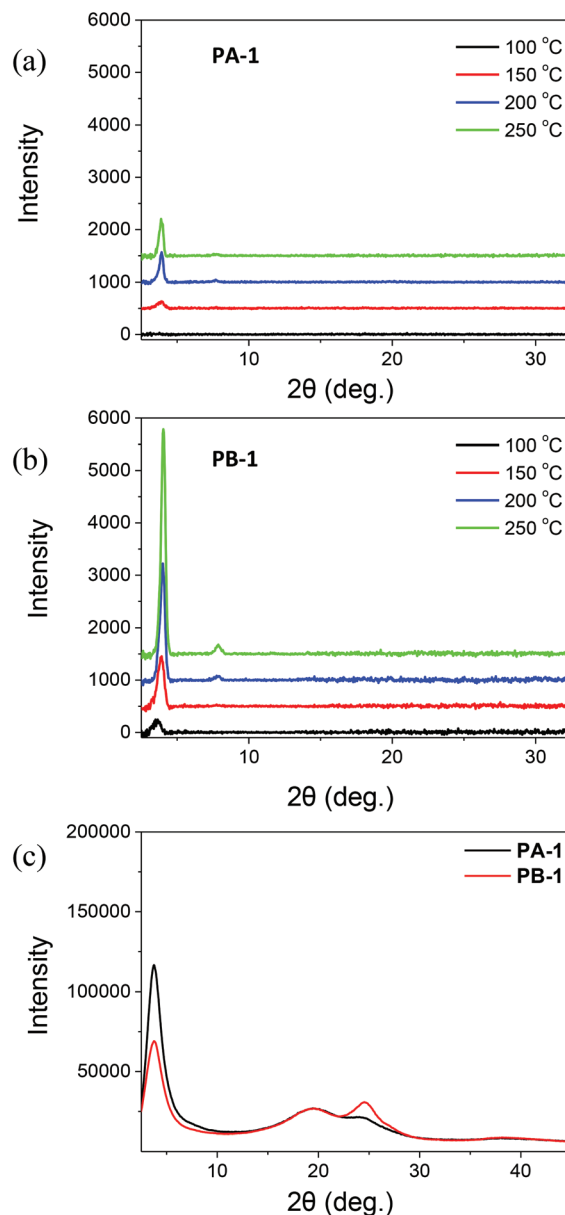 (a)
PA-1
100 °C
150 °C
200 °C
250 °C
6000
5000
4000
3000
2000
1000
0
Intensity
10 20 30
2θ (deg.)
(b)
PB-1
100 °C
150 °C
200 °C
250 °C
6000
5000
4000
3000
2000
1000
0
Intensity
10 20 30
2θ (deg.)
(c)
PA-1
PB-1
200000
150000
100000
50000
Intensity
10 20 30 40
2θ (deg.)